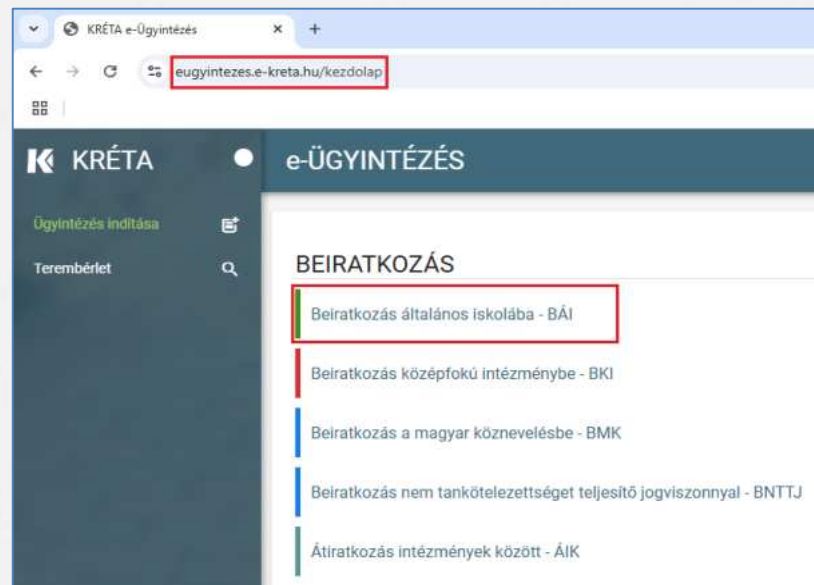 KRÉTA e-Ügyintézés
eugyintezes.e-kreta.hu/kezdolap
KRÉTA
e-ÜGYINTÉZÉS
Ügyintézés indítása
Terembérlet
BEIRATKOZÁS
Beiratkozás általános iskolába - BÁI
Beiratkozás középfokú intézménybe - BKI
Beiratkozás a magyar köznevelésbe - BMK
Beiratkozás nem tankötelezettséget teljesítő jogviszonnyal - BNTTJ
Átiratkozás intézmények között - ÁIK